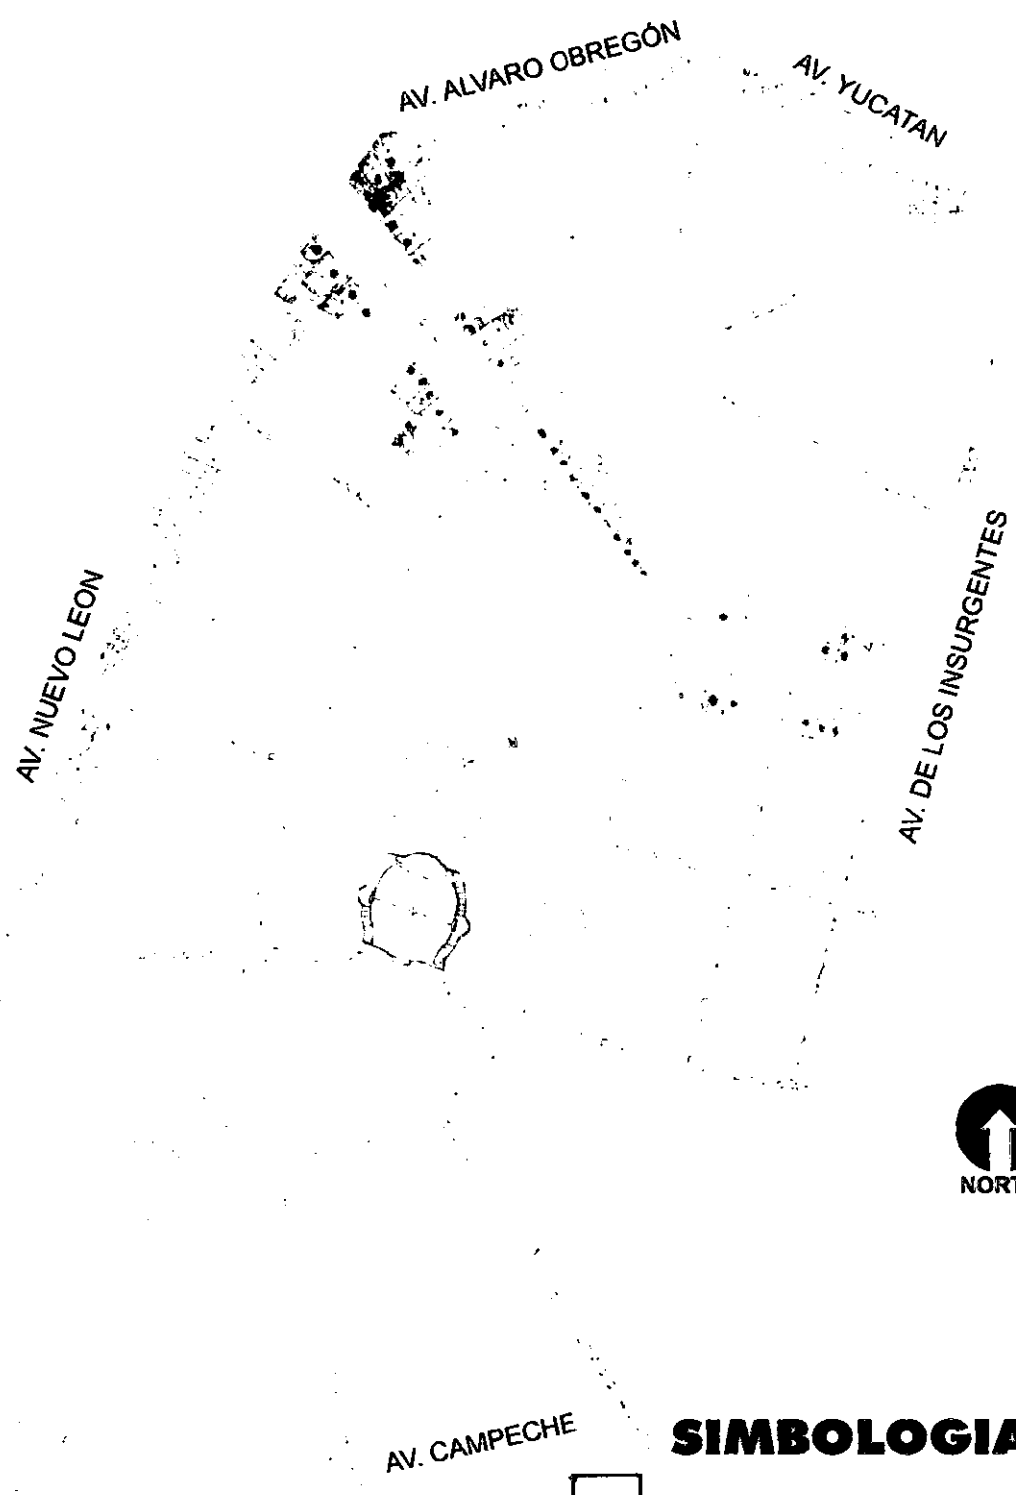 AV. ALVARO OBREGÓN
AV. YUCATAN
AV. NUEVO LEON
AV. DE LOS INSURGENTES
NORT
AV. CAMPECHE
SIMBOLOGIA